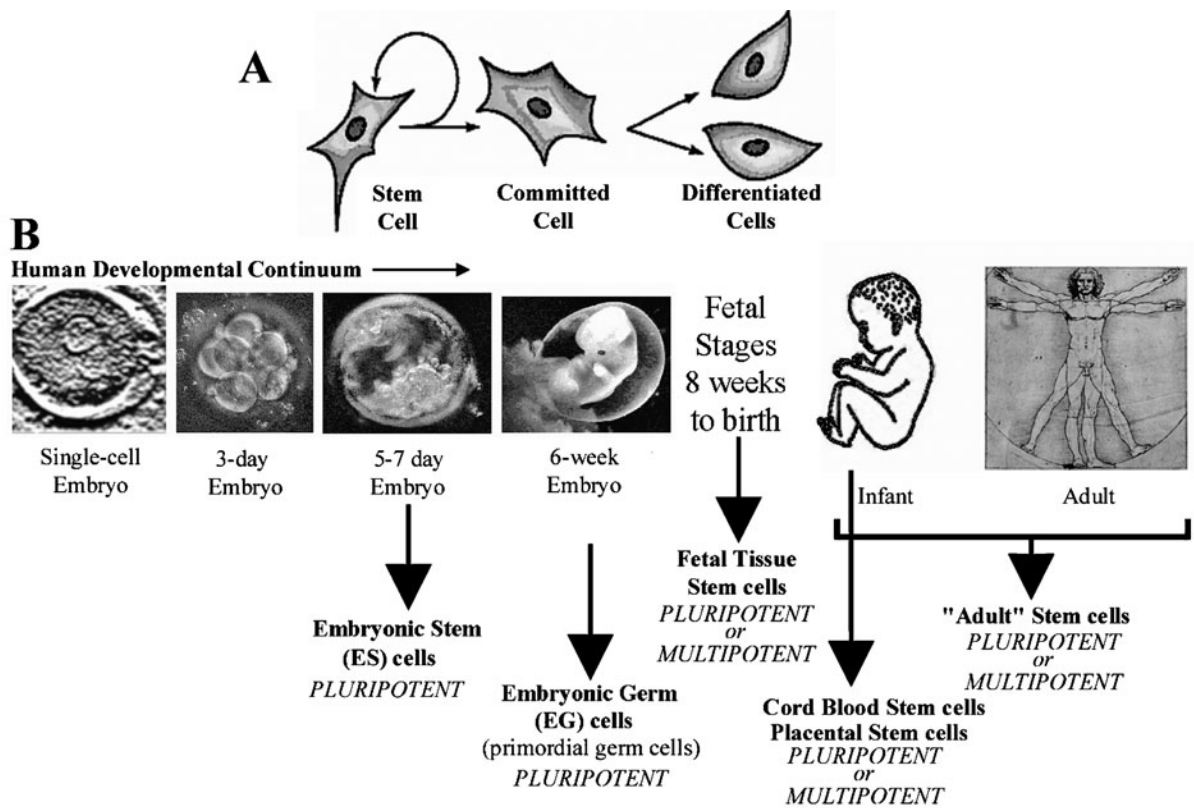 A
Stem
Cell
Committed
Cell
Differentiated
Cells
B
Human Developmental Continuum
Single-cell
Embryo
3-day
Embryo
5-7 day
Embryo
6-week
Embryo
Fetal
Stages
8 weeks
to birth
Infant
Adult
Embryonic Stem
(ES) cells
PLURIPOTENT
Embryonic Germ
(EG) cells
(primordial germ cells)
PLURIPOTENT
Fetal Tissue
Stem cells
PLURIPOTENT
or
MULTIPOTENT
Cord Blood Stem cells
Placental Stem cells
PLURIPOTENT
or
MULTIPOTENT
"Adult" Stem cells
PLURIPOTENT
or
MULTIPOTENT